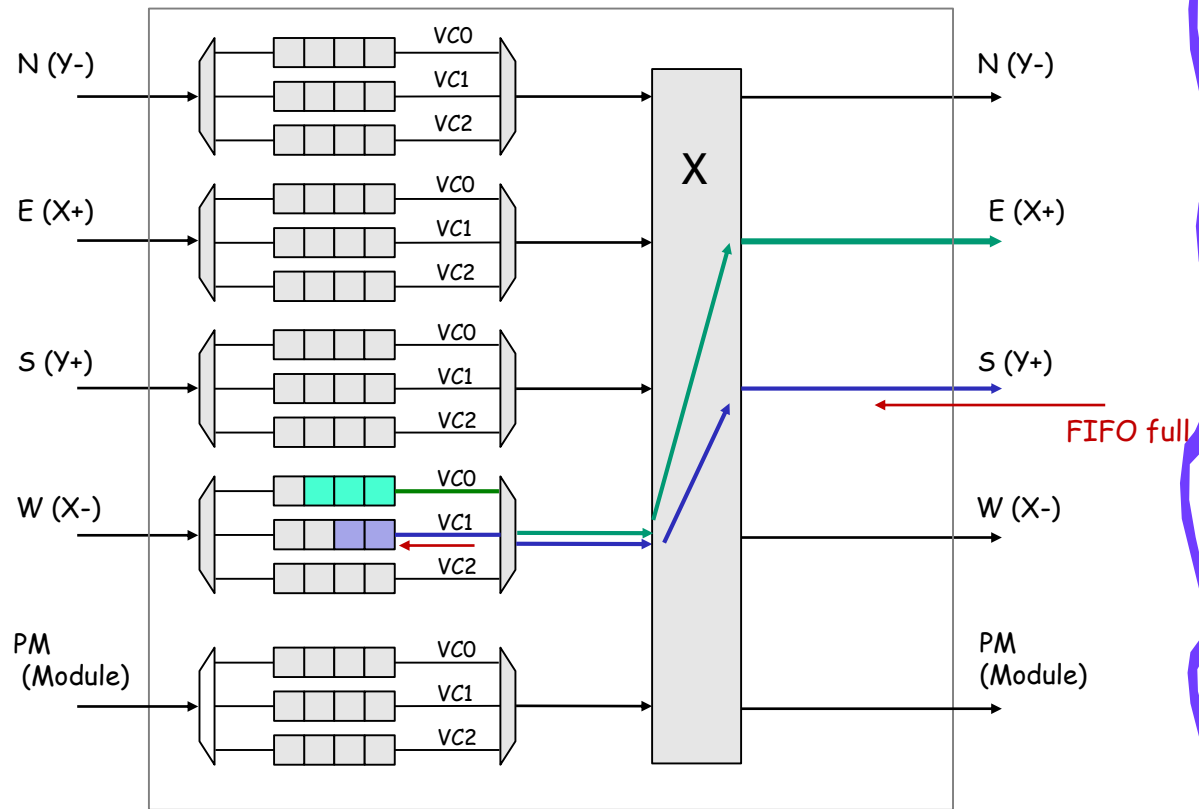 N (Y-)
VC0
VC1
VC2
N (Y-)
E (X+)
VC0
VC1
VC2
X
E (X+)
S (Y+)
VC0
VC1
VC2
S (Y+)
FIFO full
W (X-)
VC0
VC1
VC2
W (X-)
PM
(Module)
VC0
VC1
VC2
PM
(Module)